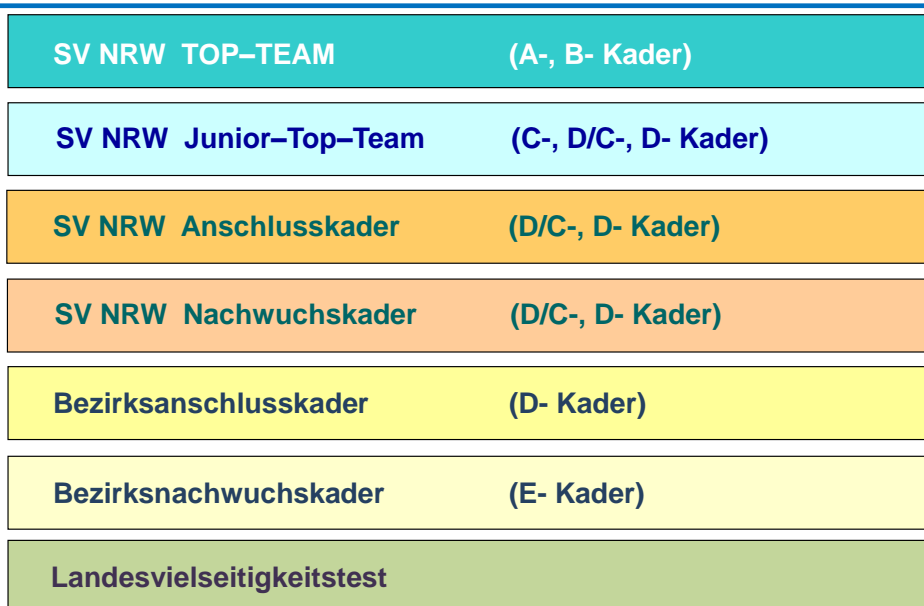 SV NRW TOP–TEAM (A-, B- Kader)
SV NRW Junior–Top–Team (C-, D/C-, D- Kader)
SV NRW Anschlusskader (D/C-, D- Kader)
SV NRW Nachwuchskader (D/C-, D- Kader)
Bezirksanschlusskader (D- Kader)
Bezirksnachwuchskader (E- Kader)
Landesvielseitigkeitstest